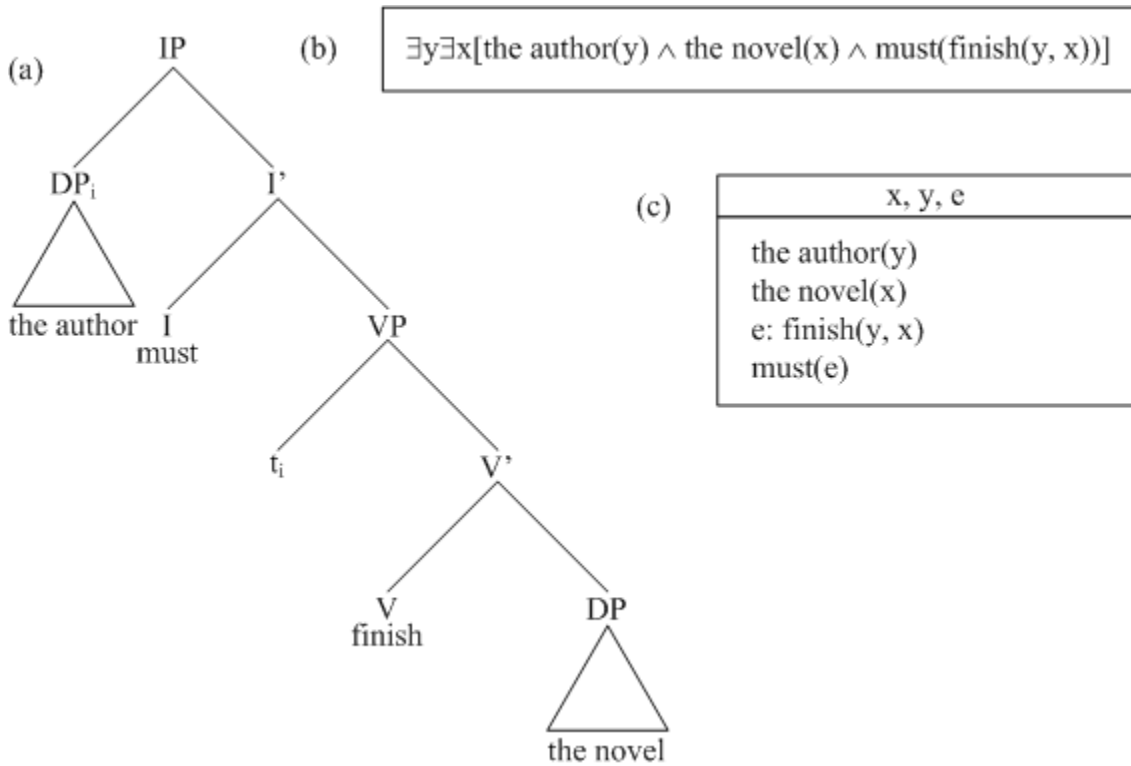 (a)
IP
DPᵢ
I’
the author
I
must
VP
tᵢ
V’
V
finish
DP
the novel
(b)
∃y∃x[the author(y) ∧ the novel(x) ∧ must(finish(y, x))]
(c)
x, y, e
the author(y)
the novel(x)
e: finish(y, x)
must(e)